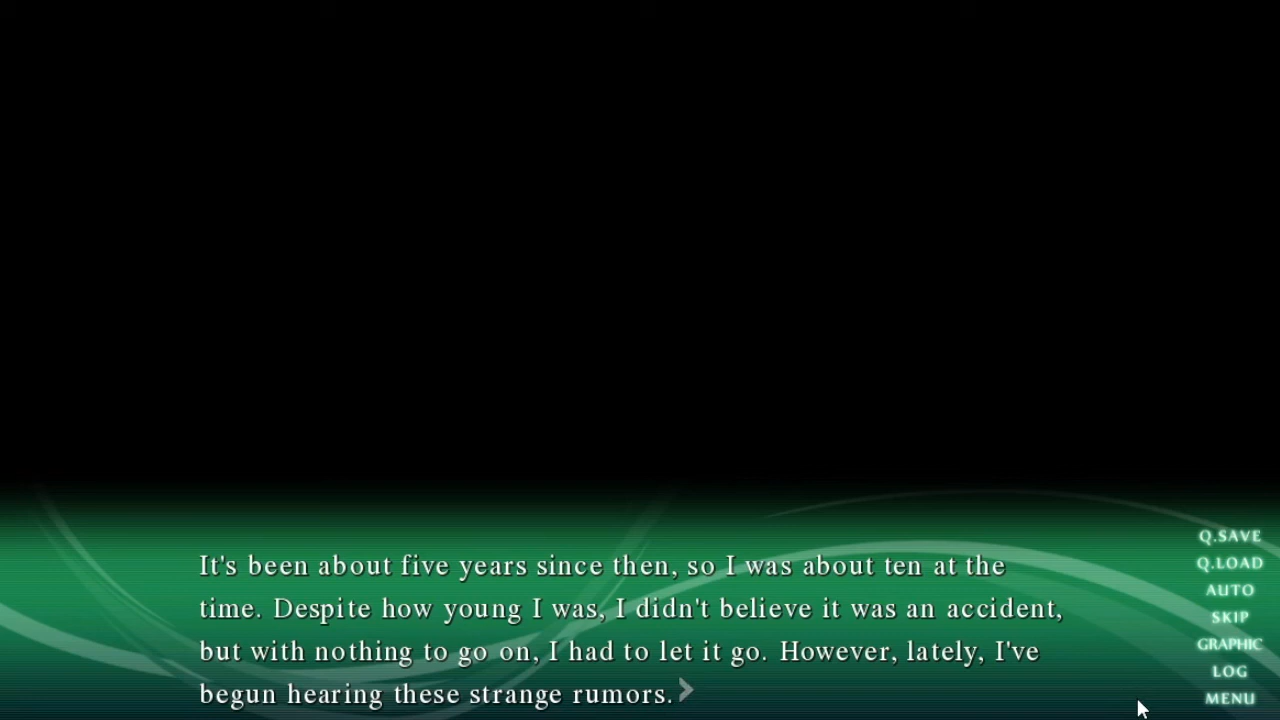 It's been about five years since then, so I was about ten at the
time. Despite how young I was, I didn't believe it was an accident,
but with nothing to go on, I had to let it go. However, lately, I've
begun hearing these strange rumors.
Q.SAVE
Q.LOAD
AUTO
SKIP
GRAPHIC
LOG
MENU